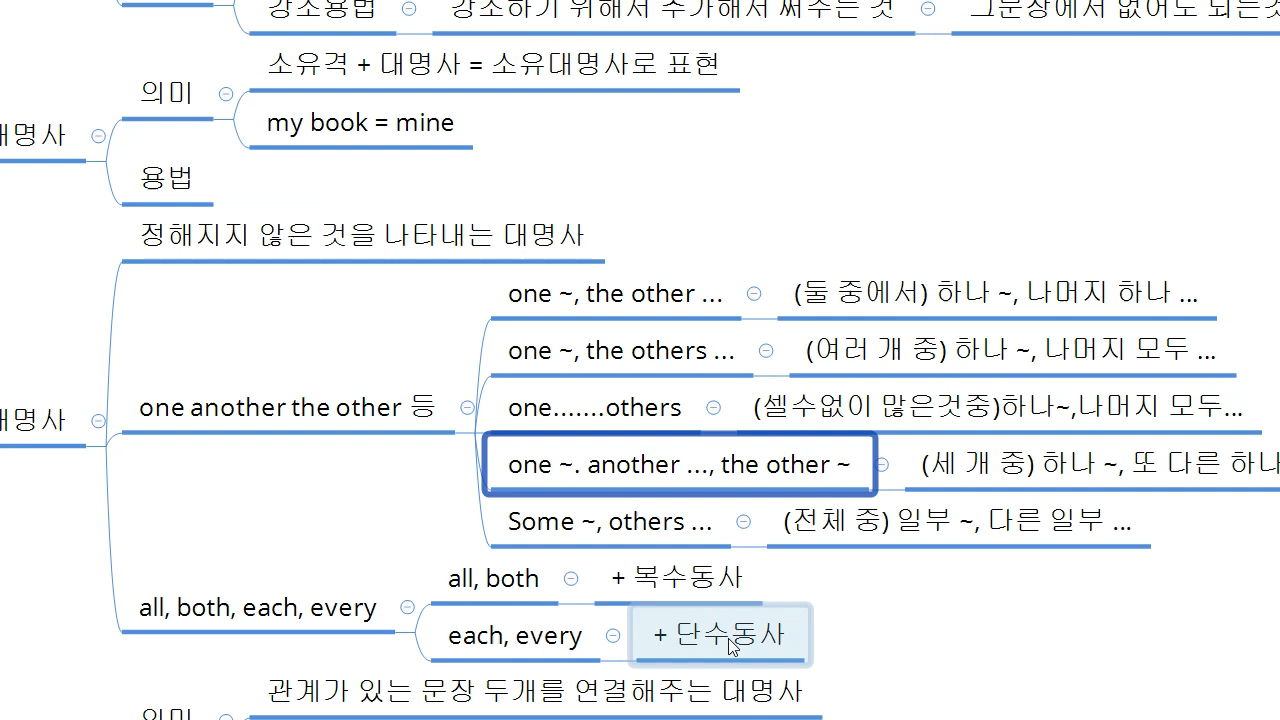 강조용법 강조하기 위해서 추가해서 써주는 것 그문장에서 없어도 되는것
의미
소유격 + 대명사 = 소유대명사로 표현
my book = mine
대명사
용법
정해지지 않은 것을 나타내는 대명사
one ~, the other ... (둘 중에서) 하나 ~, 나머지 하나 ...
one ~, the others ... (여러 개 중) 하나 ~, 나머지 모두 ...
대명사
one another the other 등
one.......others (셀수없이 많은것중)하나~,나머지 모두...
one ~. another ..., the other ~ (세 개 중) 하나 ~, 또 다른 하나
Some ~, others ... (전체 중) 일부 ~, 다른 일부 ...
all, both, each, every
all, both + 복수동사
each, every + 단수동사
관계가 있는 문장 두개를 연결해주는 대명사
의미